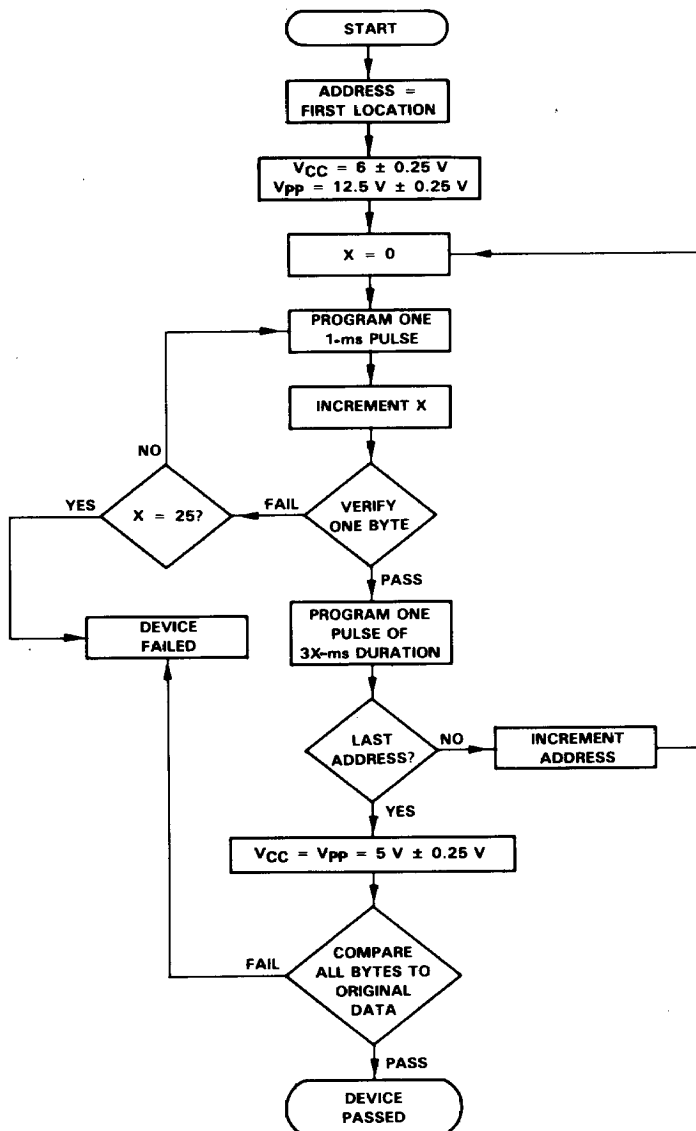 START
ADDRESS =
FIRST LOCATION
VCC = 6 ± 0.25 V
VPP = 12.5 V ± 0.25 V
X = 0
PROGRAM ONE
1-ms PULSE
INCREMENT X
NO
YES
X = 25?
FAIL
VERIFY
ONE BYTE
PASS
DEVICE
FAILED
PROGRAM ONE
PULSE OF
3X-ms DURATION
LAST
ADDRESS?
NO
INCREMENT
ADDRESS
YES
VCC = VPP = 5 V ± 0.25 V
FAIL
COMPARE
ALL BYTES TO
ORIGINAL
DATA
PASS
DEVICE
PASSED